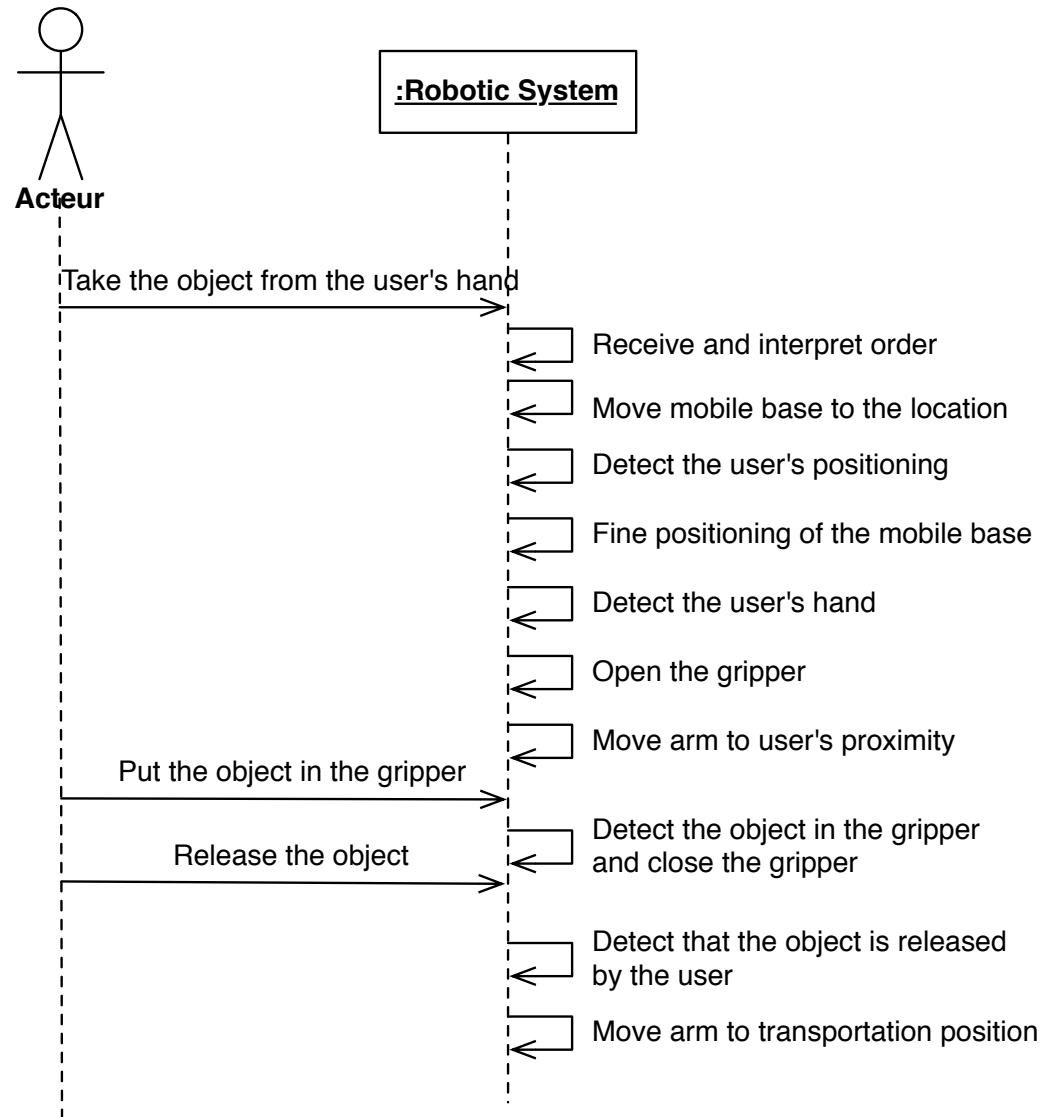 :Robotic System
Acteur
Take the object from the user's hand
Receive and interpret order
Move mobile base to the location
Detect the user's positioning
Fine positioning of the mobile base
Detect the user's hand
Open the gripper
Move arm to user's proximity
Put the object in the gripper
Detect the object in the gripper
and close the gripper
Release the object
Detect that the object is released
by the user
Move arm to transportation position